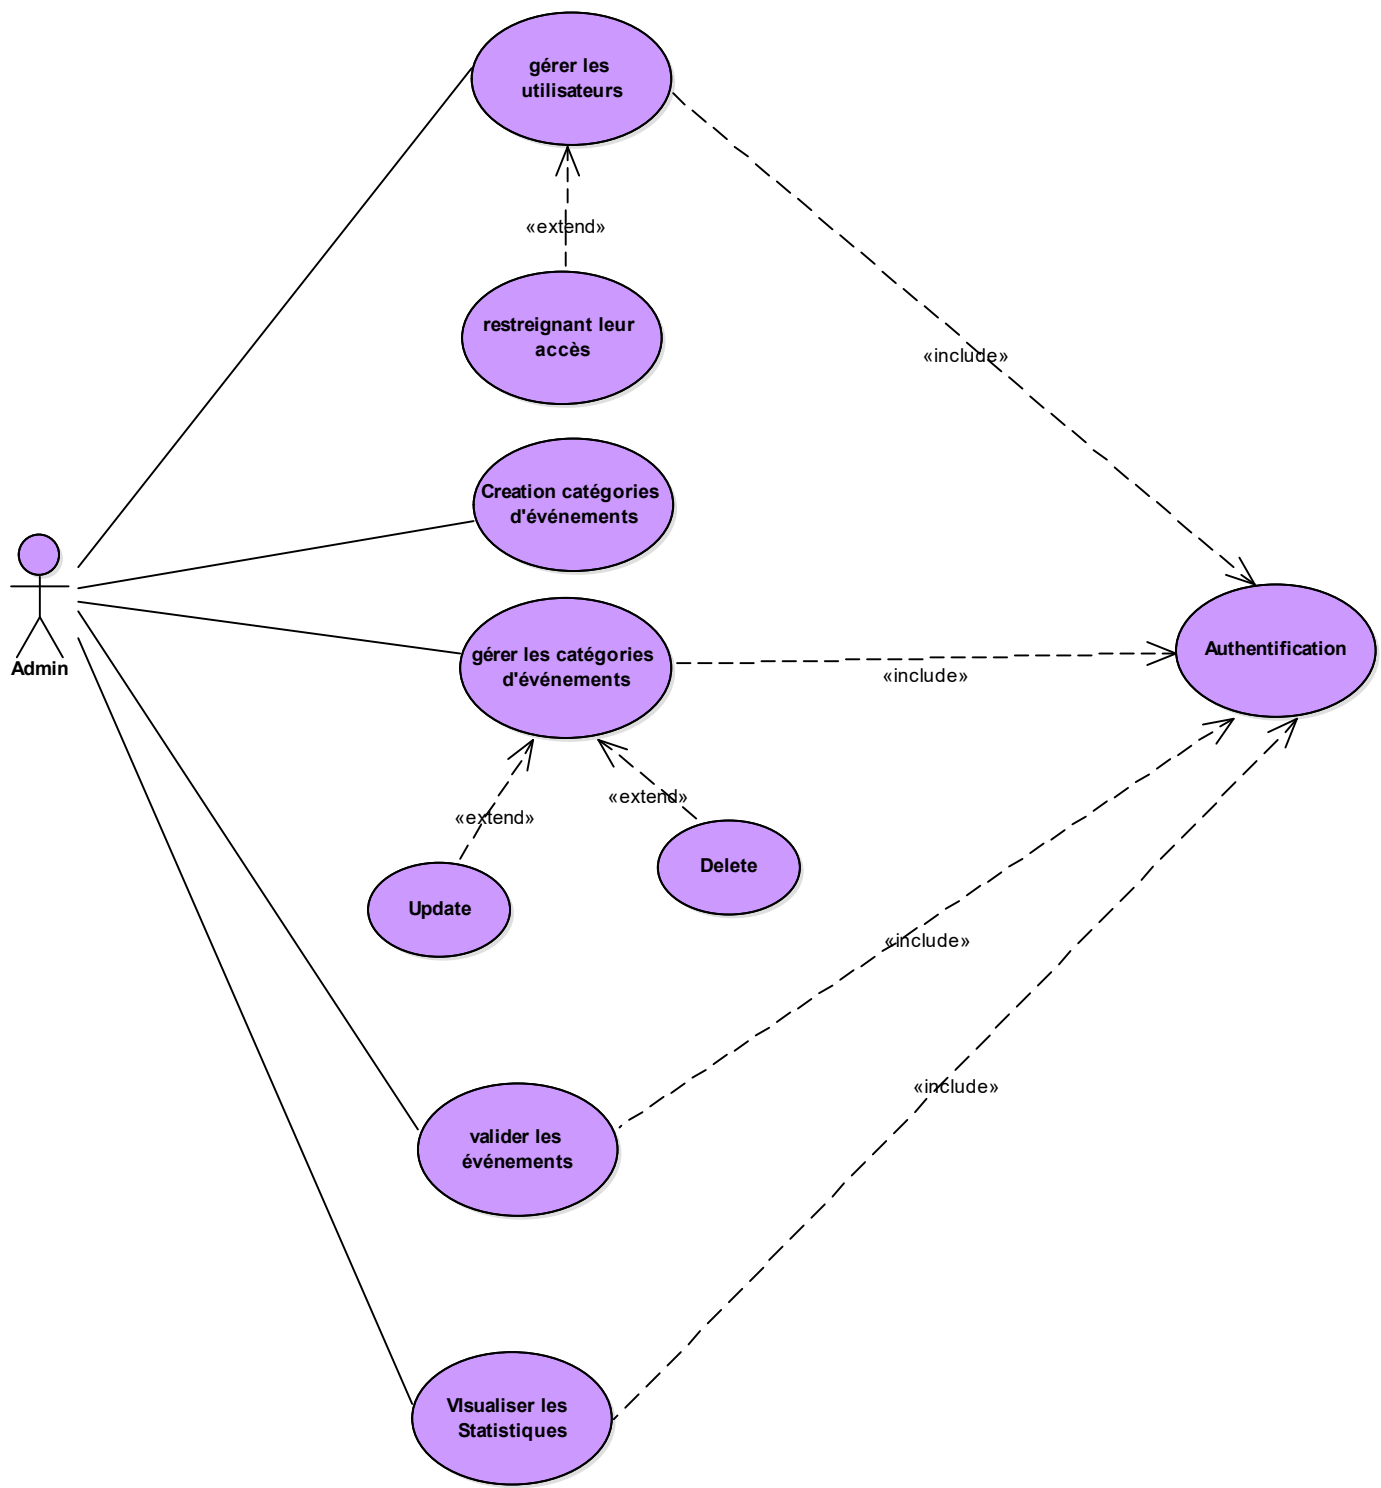 gérer les
utilisateurs
«extend»
restreignant leur
accès
«include»
Creation catégories
d'événements
Admin
gérer les catégories
d'événements
«include»
Authentification
«extend»
«extend»
Update
Delete
«include»
«include»
valider les
événements
VIsualiser les
Statistiques